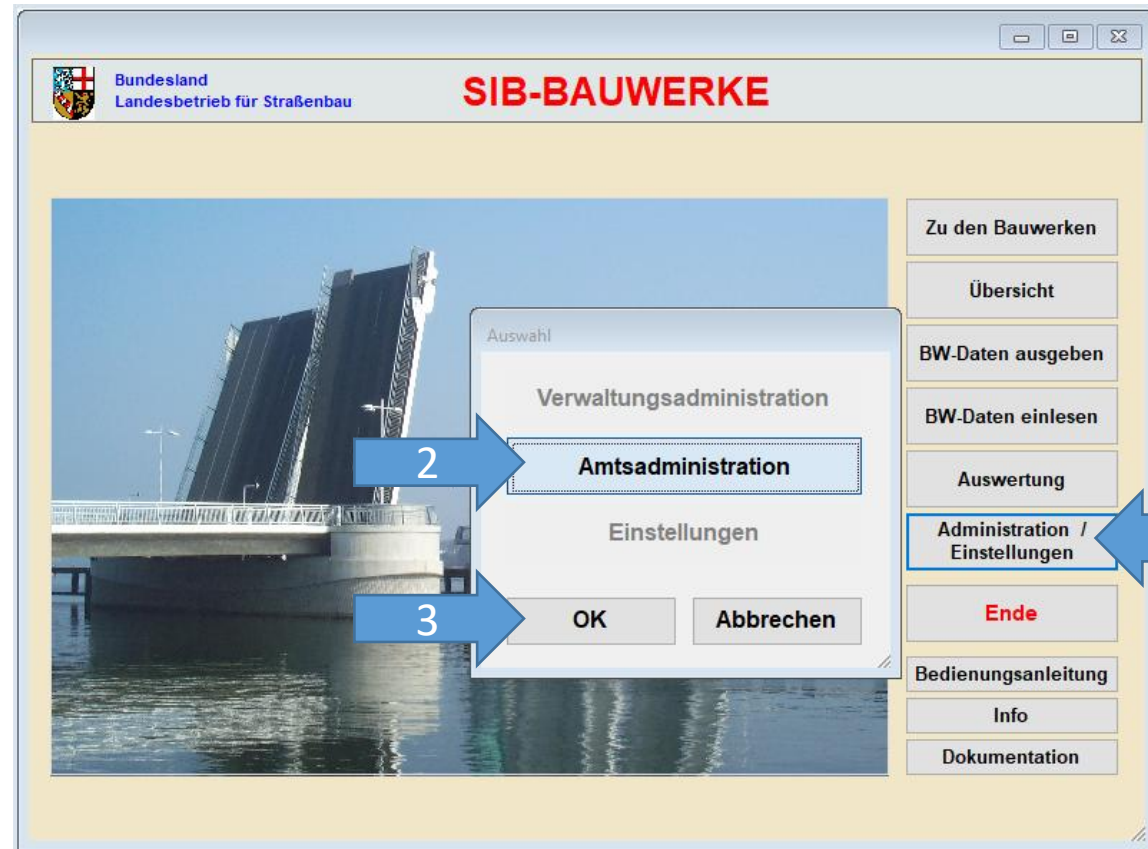 Bundesland
Landesbetrieb für Straßenbau
SIB-BAUWERKE
Zu den Bauwerken
Übersicht
BW-Daten ausgeben
BW-Daten einlesen
Auswertung
Administration /
Einstellungen
Ende
Bedienungsanleitung
Info
Dokumentation
Auswahl
Verwaltungsadministration
2
Amtsadministration
Einstellungen
3
OK
Abbrechen